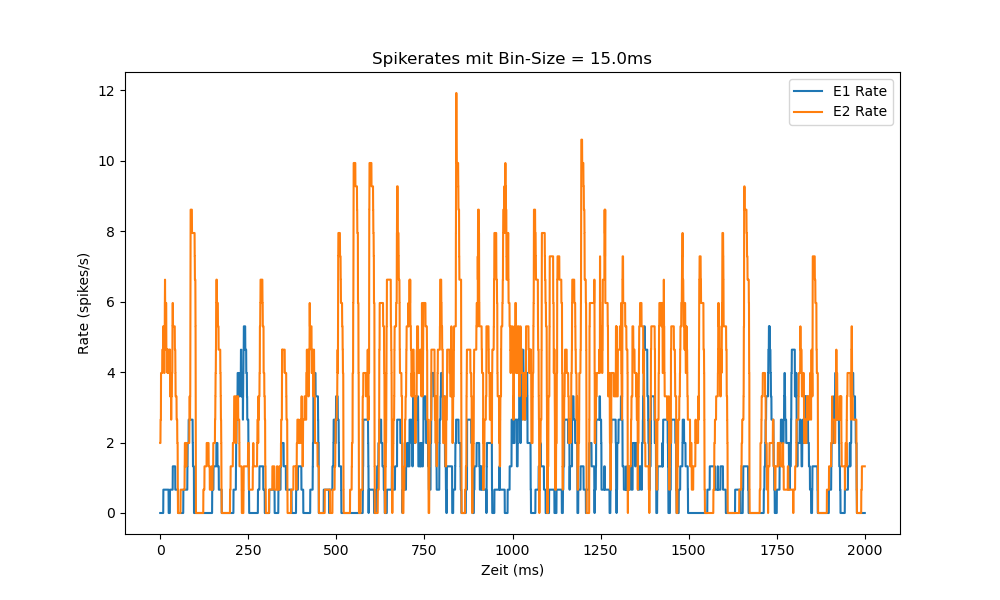 Spikerates mit Bin-Size = 15.0ms
E1 Rate
E2 Rate
Rate (spikes/s)
12
10
8
6
4
2
0
0 250 500 750 1000 1250 1500 1750 2000
Zeit (ms)